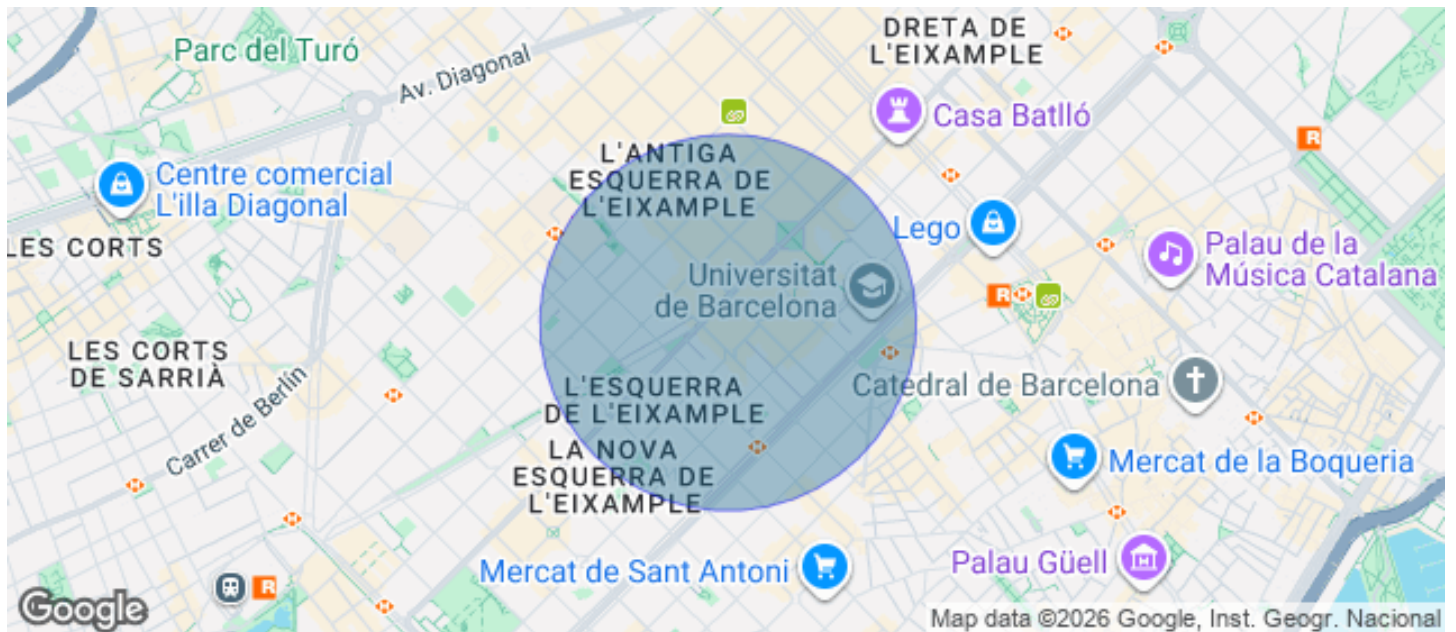 DRETA DE
L'EIXAMPLE
Parc del Turó
Av. Diagonal
Casa Batlló
R
L'ANTIGA
ESQUERRA DE
L'EIXAMPLE
Centre comercial
L'illa Diagonal
LES CORTS
Lego
Palau de la
Música Catalana
Universitat
de Barcelona
R
LES CORTS
DE SARRIÀ
L'ESQUERRA
DE L'EIXAMPLE
Catedral de Barcelona
Carrer de Berlín
LA NOVA
ESQUERRA DE
L'EIXAMPLE
Mercat de la Boqueria
Mercat de Sant Antoni
Palau Güell
R
Google
Map data ©2026 Google, Inst. Geogr. Nacional